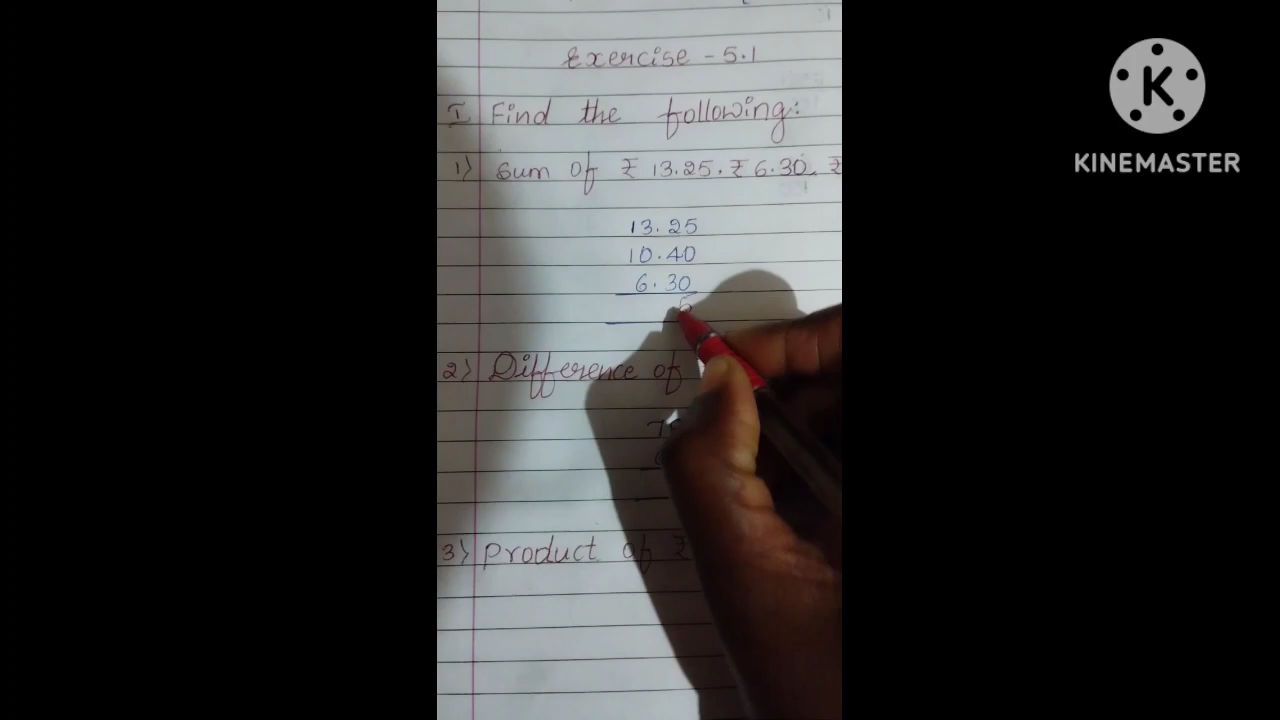 Exercise - 5.1
I Find the following:
1) Sum of ₹ 13.25. ₹ 6.30. ₹
13.25
10.40
6.30
5
2) Difference of
3) Product of ₹
K
KINEMASTER